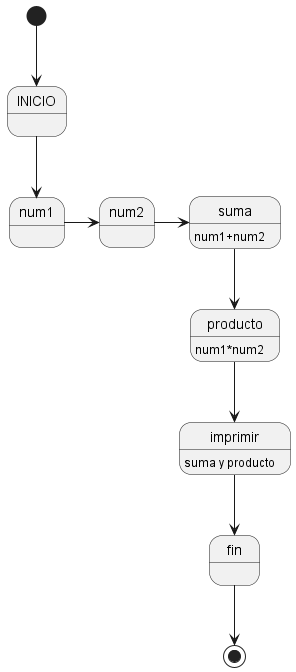 INICIO
num1
num2
suma
num1+num2
producto
num1*num2
imprimir
suma y producto
fin